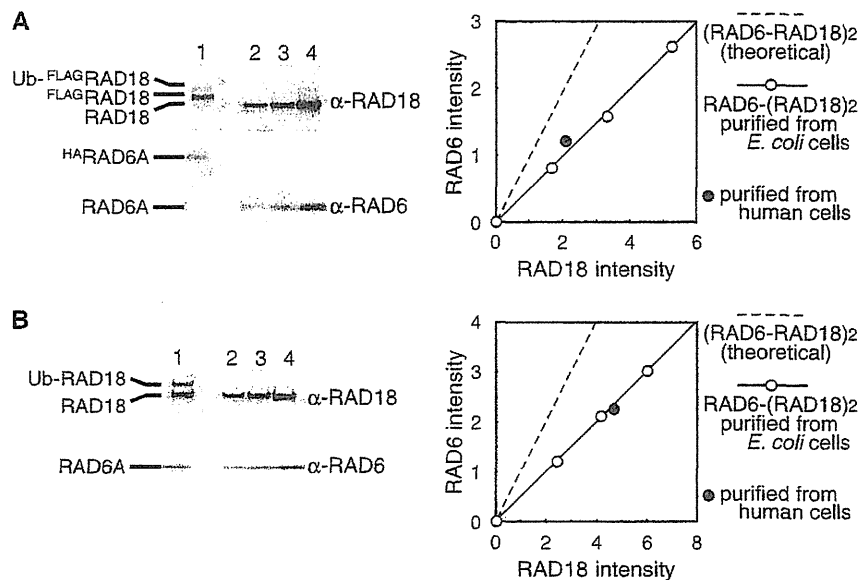 A
1 2 3 4
Ub-FLAGRAD18
FLAGRAD18
RAD18
α-RAD18
HARAD6A
RAD6A
α-RAD6
3
2
1
0
RAD6 intensity
0 2 4 6
RAD18 intensity
(RAD6-RAD18)2
(theoretical)
RAD6-(RAD18)2
purified from
E. coli cells
purified from
human cells
B
1 2 3 4
Ub-RAD18
RAD18
α-RAD18
RAD6A
α-RAD6
4
3
2
1
0
RAD6 intensity
0 2 4 6 8
RAD18 intensity
(RAD6-RAD18)2
(theoretical)
RAD6-(RAD18)2
purified from
E. coli cells
purified from
human cells